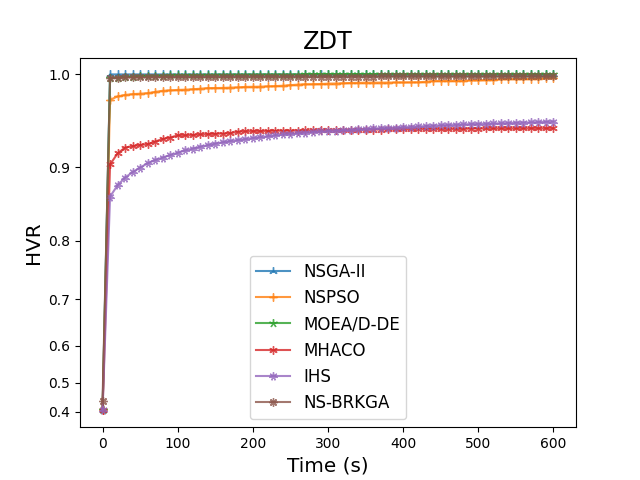 ZDT
HVR
1.0
0.9
0.8
0.7
0.6
0.5
0.4
NSGA-II
NSPSO
MOEA/D-DE
MHACO
IHS
NS-BRKGA
0 100 200 300 400 500 600
Time (s)